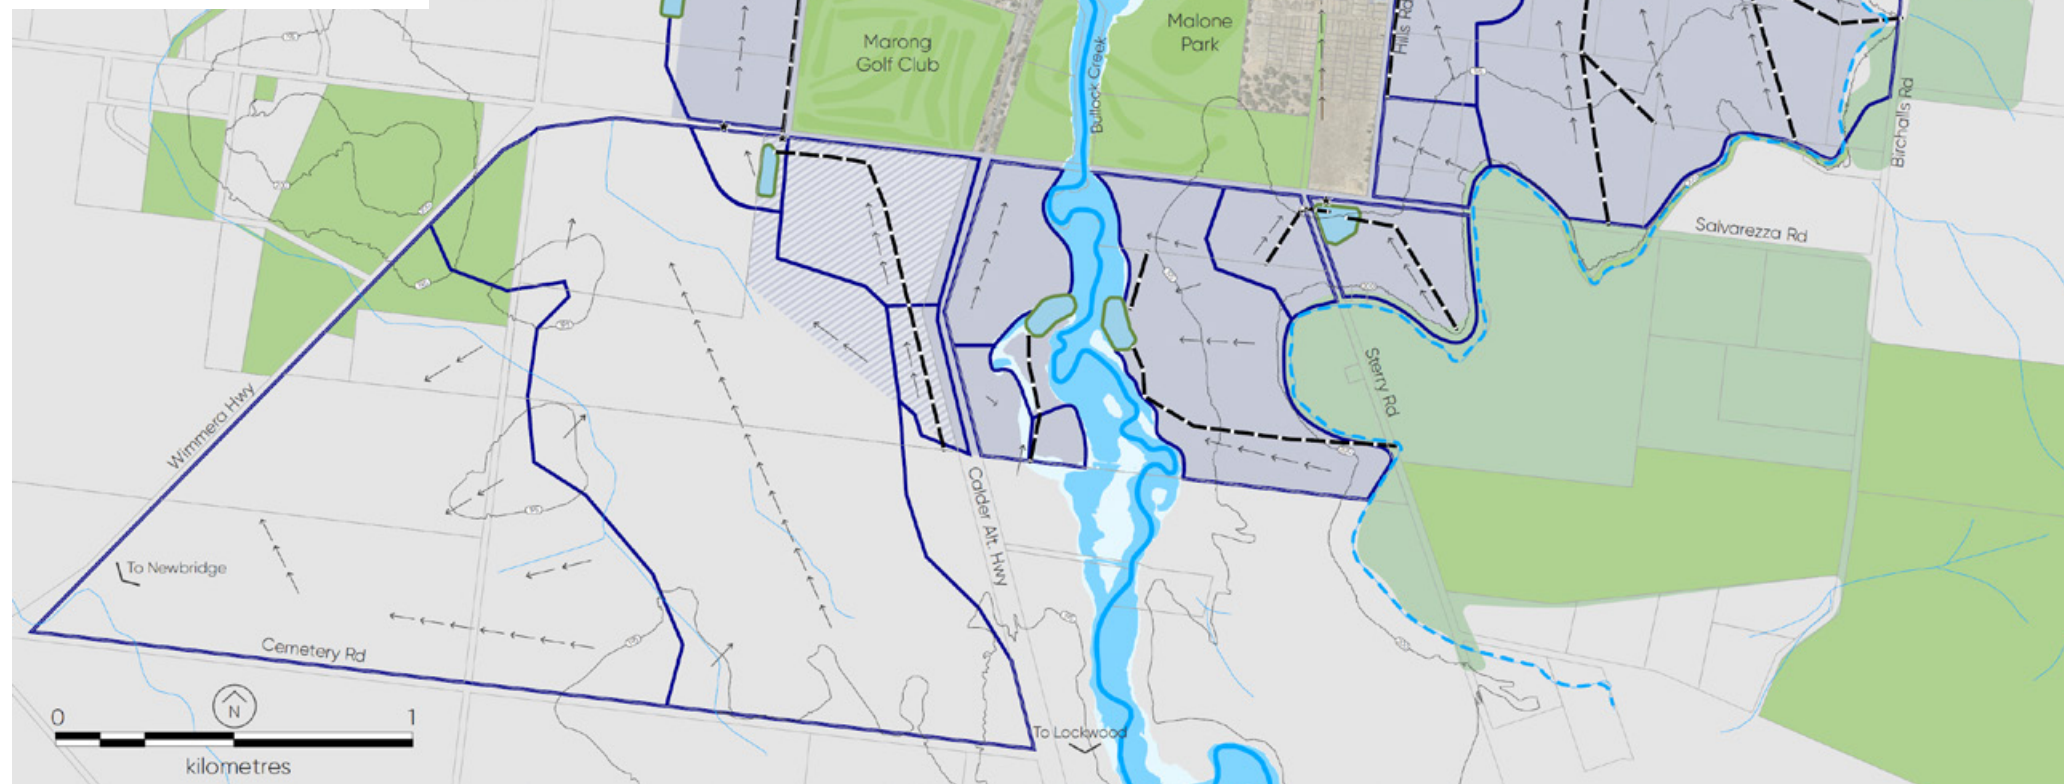 Marong
Golf Club
Malone
Park
Bullock Creek
Hills Rd
Birchalls Rd
Salvarezza Rd
Sterry Rd
Wimmera Hwy
Calder Alt. Hwy
To Newbridge
Cemetery Rd
To Lockwood
N
0 1
kilometres